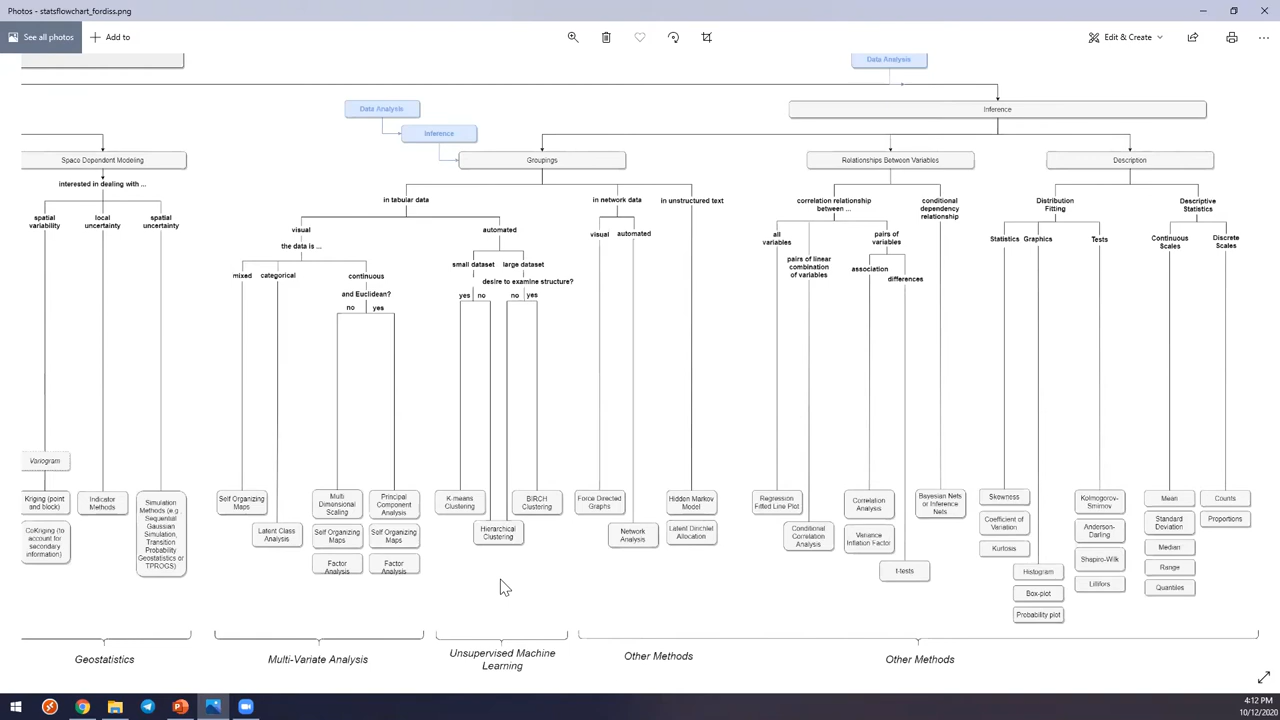 Photos - statsflowchart_fordiss.png
See all photos
Add to
Edit & Create
Data Analysis
Data Analysis
Inference
Inference
Space Dependent Modeling
Groupings
Relationships Between Variables
Description
interested in dealing with ...
spatial
variability
local
uncertainty
spatial
uncertainty
in tabular data
in network data
in unstructured text
correlation relationship
between ...
conditional
dependency
relationship
Distribution
Fitting
Descriptive
Statistics
visual
automated
visual
automated
all
variables
pairs of
variables
Statistics
Graphics
Tests
Continuous
Scales
Discrete
Scales
the data is ...
mixed
categorical
continuous
small dataset
large dataset
pairs of linear
combination
of variables
association
differences
and Euclidean?
desire to examine structure?
no
yes
yes
no
no
yes
Variogram
Kriging (point
and block)
CoKriging (to
account for
secondary
information)
Indicator
Methods
Simulation
Methods (e.g.,
Sequential
Gaussian
Simulation,
Transition
Probability
Geostatistics or
TPROGS)
Self Organizing
Maps
Latent Class
Analysis
Multi
Dimensional
Scaling
Self Organizing
Maps
Factor
Analysis
Principal
Component
Analysis
Self Organizing
Maps
Factor
Analysis
K-means
Clustering
Hierarchical
Clustering
BIRCH
Clustering
Force Directed
Graphs
Network
Analysis
Hidden Markov
Model
Latent Dirichlet
Allocation
Regression
Fitted Line Plot
Conditional
Correlation
Analysis
Correlation
Analysis
Variance
Inflation Factor
t-tests
Bayesian Nets
or Inference
Nets
Skewness
Coefficient of
Variation
Kurtosis
Histogram
Box-plot
Probability plot
Kolmogorov-
Smirnov
Anderson-
Darling
Shapiro-Wilk
Lillifors
Mean
Standard
Deviation
Median
Range
Quantiles
Counts
Proportions
Geostatistics
Multi-Variate Analysis
Unsupervised Machine
Learning
Other Methods
Other Methods
4:12 PM
10/12/2020